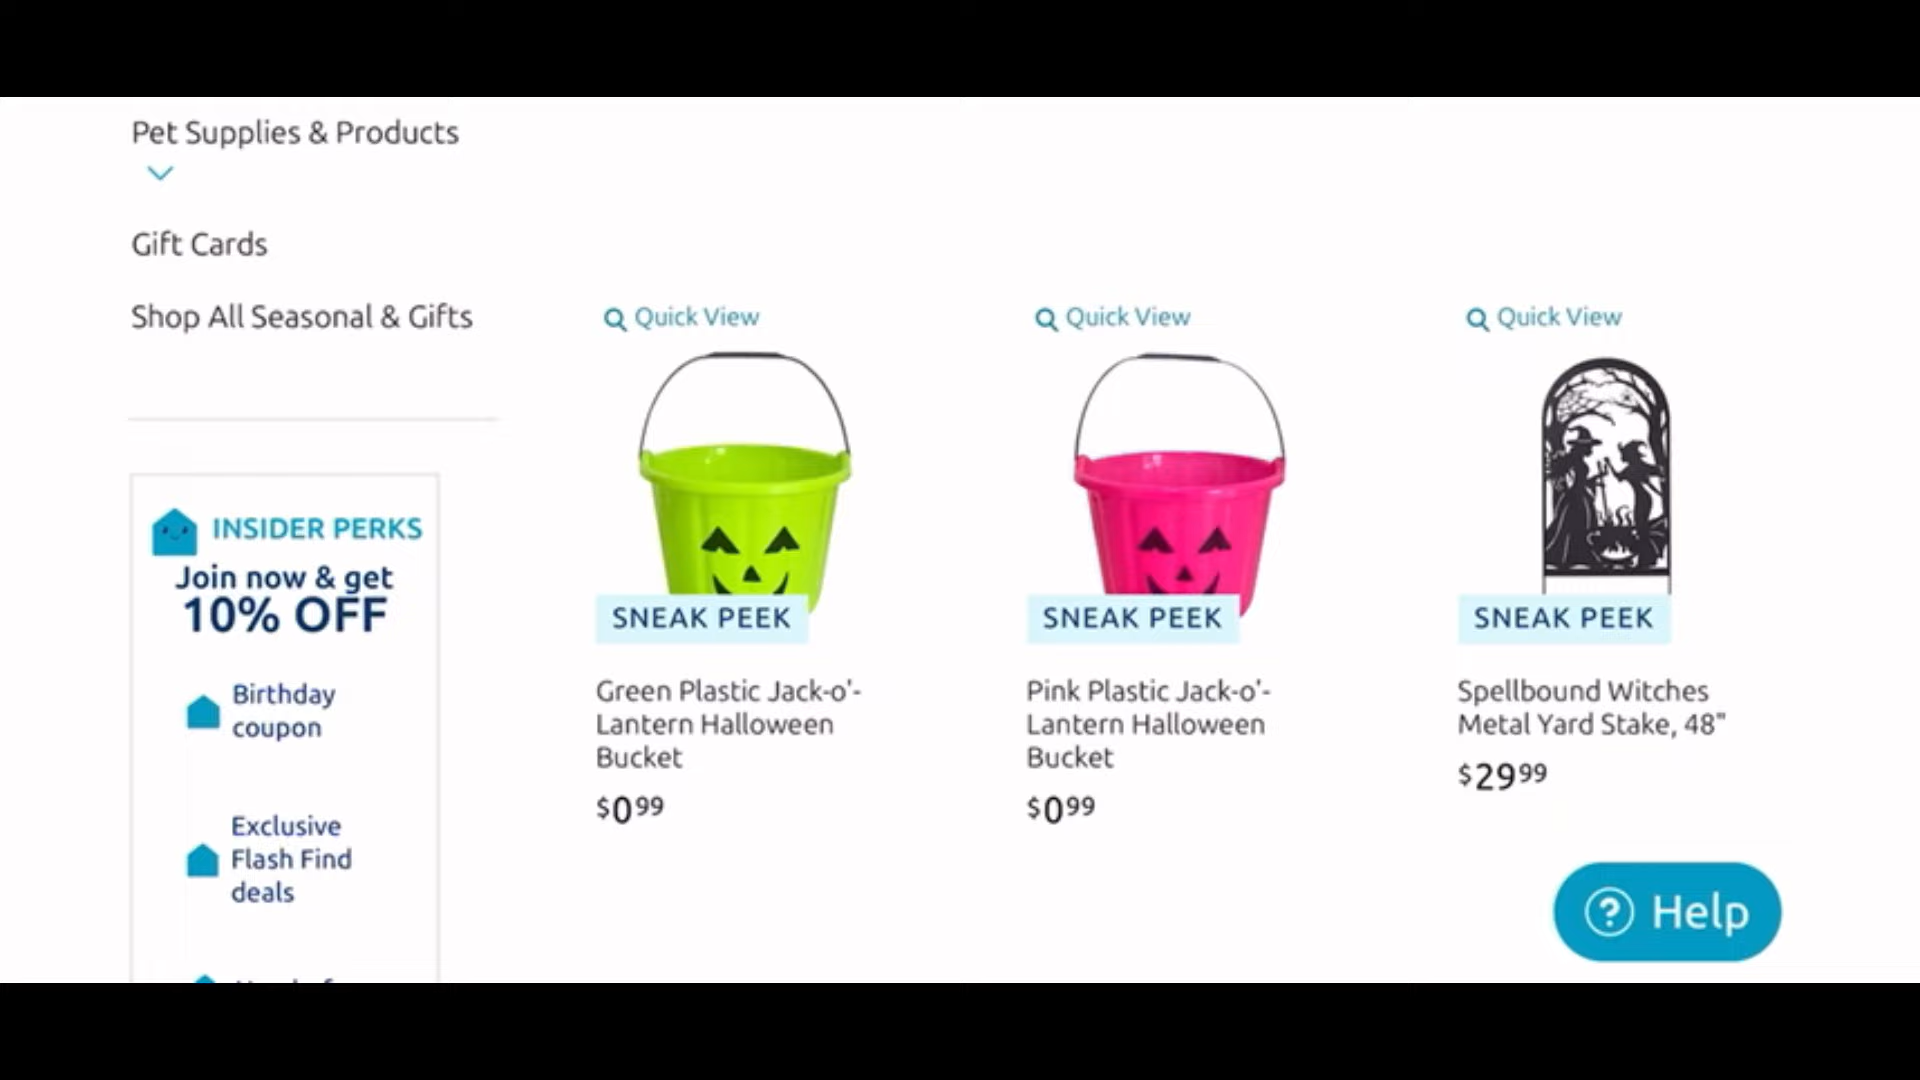 Pet Supplies & Products
Gift Cards
Shop All Seasonal & Gifts
INSIDER PERKS
Join now & get
10% OFF
Birthday
coupon
Exclusive
Flash Find
deals
Quick View
SNEAK PEEK
Green Plastic Jack-o'-
Lantern Halloween
Bucket
$0.99
Quick View
SNEAK PEEK
Pink Plastic Jack-o'-
Lantern Halloween
Bucket
$0.99
Quick View
SNEAK PEEK
Spellbound Witches
Metal Yard Stake, 48"
$29.99
Help